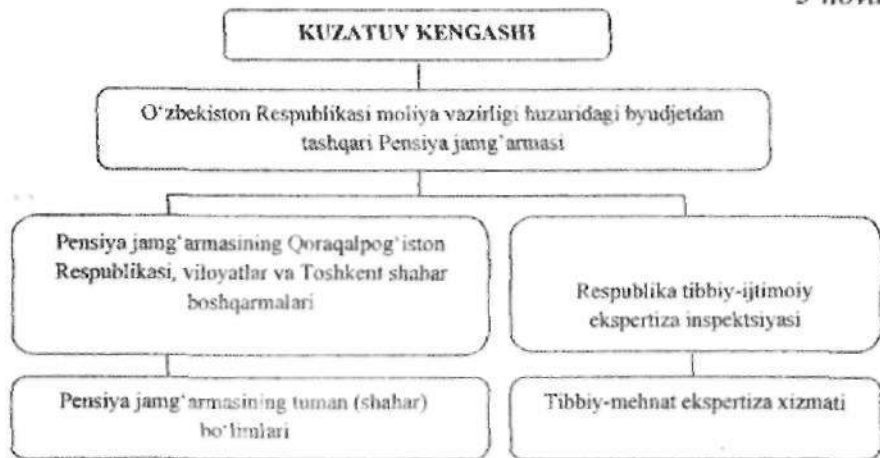 KUZATUV KENGASHI
O‘zbekiston Respublikasi moliya vazirligi huzuridagi byudjetdan
tashqari Pensiya jamg‘armasi
Pensiya jamg‘armasining Qoraqalpog‘iston
Respublikasi, viloyatlar va Toshkent shahar
boshqarmalari
Respublika tibbiy-ijtimoiy
ekspertiza inspektsiyasi
Pensiya jamg‘armasining tuman (shahar)
bo‘limlari
Tibbiy-mehnat ekspertiza xizmati